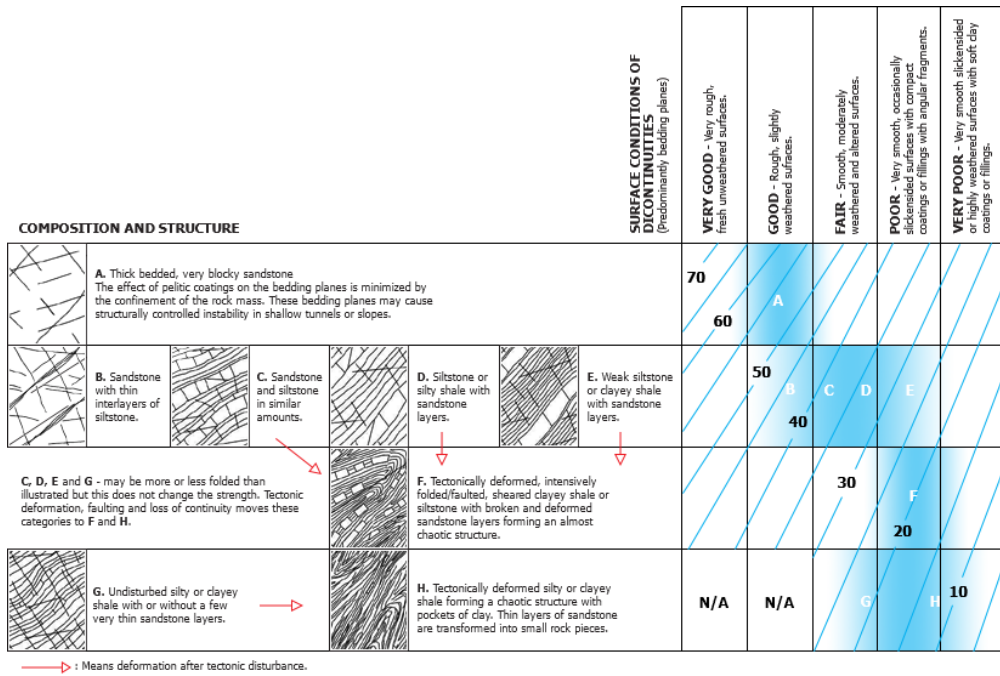 SURFACE CONDITIONS OF
DICONTINUITIES
(Predominantly bedding planes)
VERY GOOD - Very rough,
fresh unweathered surfaces.
GOOD - Rough, slightly
weathered sufraces.
FAIR - Smooth, moderately
weathered and altered surfaces.
POOR - Very smooth, occasionally
slickensided surfaces with compact
coatings or fillings with angular fragments.
VERY POOR - Very smooth slickensided
or highly weathered surfaces with soft clay
coatings or fillings.
COMPOSITION AND STRUCTURE
A. Thick bedded, very blocky sandstone
The effect of pelitic coatings on the bedding planes is minimized by
the confinement of the rock mass. These bedding planes may cause
structurally controlled instability in shallow tunnels or slopes.
70
60
A
B. Sandstone
with thin
interlayers of
siltstone.
C. Sandstone
and siltstone
in similar
amounts.
D. Siltstone or
silty shale with
sandstone
layers.
E. Weak siltstone
or clayey shale
with sandstone
layers.
50
B
40
C
D
E
C, D, E and G - may be more or less folded than
illustrated but this does not change the strength. Tectonic
deformation, faulting and loss of continuity moves these
categories to F and H.
F. Tectonically deformed, intensively
folded/faulted, sheared clayey shale or
siltstone with broken and deformed
sandstone layers forming an almost
chaotic structure.
30
F
20
G. Undisturbed silty or clayey
shale with or without a few
very thin sandstone layers.
H. Tectonically deformed silty or clayey
shale forming a chaotic structure with
pockets of clay. Thin layers of sandstone
are transformed into small rock pieces.
N/A
N/A
G
H
10
: Means deformation after tectonic disturbance.